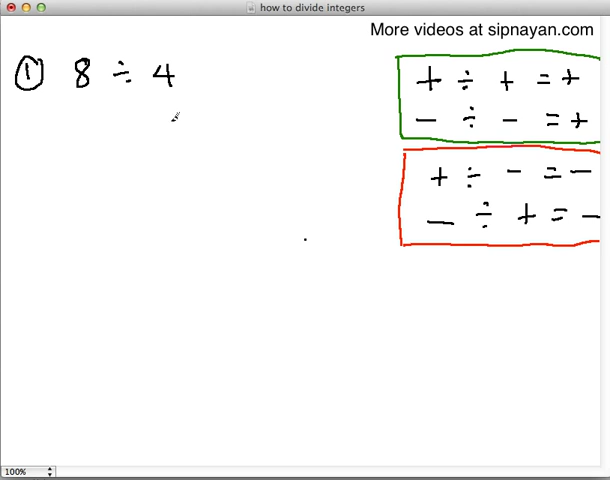 how to divide integers
More videos at sipnayan.com
① 8 ÷ 4
+ ÷ + = +
− ÷ − = +
+ ÷ − = −
− ÷ + = −
100%